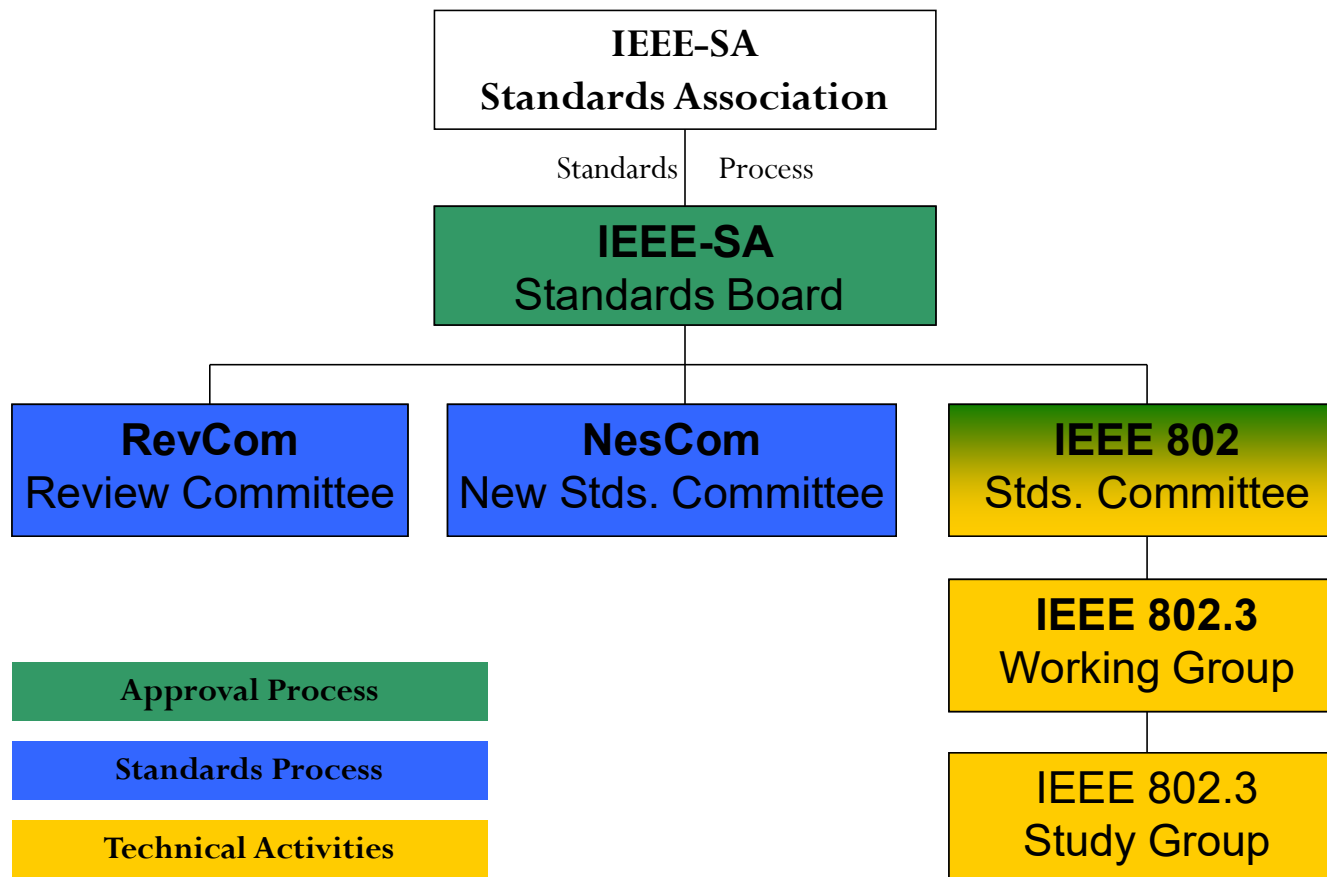 IEEE-SA
Standards Association
Standards Process
IEEE-SA
Standards Board
RevCom
Review Committee
NesCom
New Stds. Committee
IEEE 802
Stds. Committee
IEEE 802.3
Working Group
Approval Process
Standards Process
Technical Activities
IEEE 802.3
Study Group